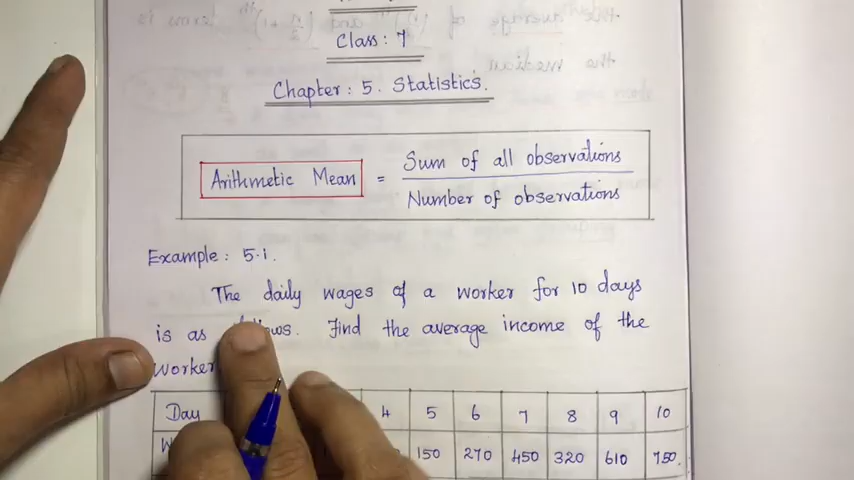 Class: 7
Chapter: 5. Statistics.
Arithmetic Mean = Sum of all observations
Number of observations
Example: 5.1.
The daily wages of a worker for 10 days
is as Find the average income of the
worker
Day 4 5 6 7 8 9 10
150 270 450 320 610 750.